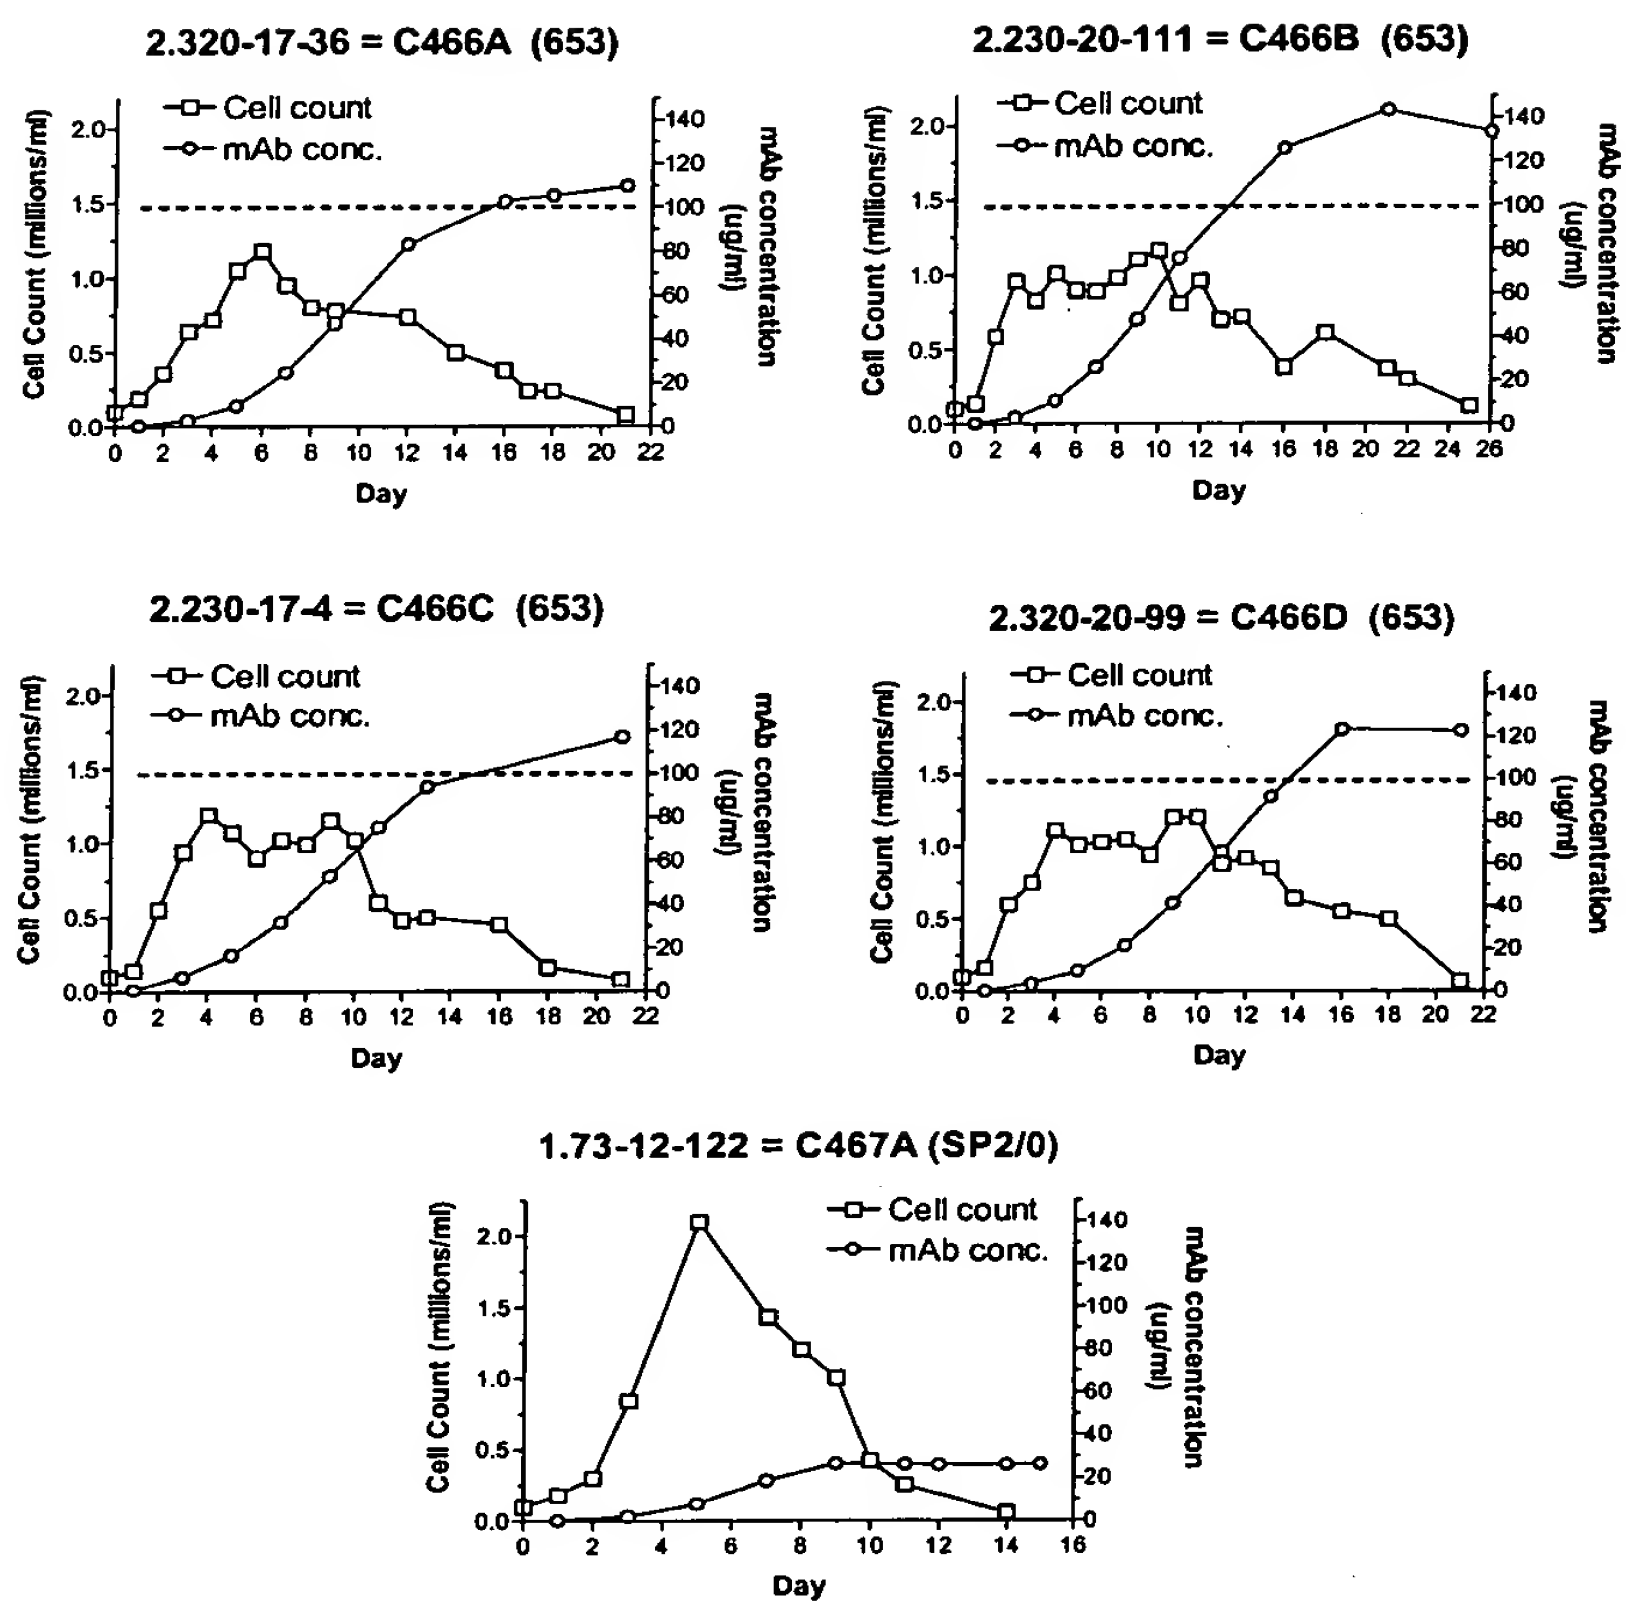 2.320-17-36 = C466A (653)
Cell count
mAb conc.
Cell Count (millions/ml)
2.0
1.5
1.0
0.5
0.0
140
120
100
80
60
40
20
0
mAb concentration
(ug/ml)
0 2 4 6 8 10 12 14 16 18 20 22
Day
2.230-20-111 = C466B (653)
Cell count
mAb conc.
Cell Count (millions/ml)
2.0
1.5
1.0
0.5
0.0
140
120
100
80
60
40
20
0
mAb concentration
(ug/ml)
0 2 4 6 8 10 12 14 16 18 20 22 24 26
Day
2.230-17-4 = C466C (653)
Cell count
mAb conc.
Cell Count (millions/ml)
2.0
1.5
1.0
0.5
0.0
140
120
100
80
60
40
20
0
mAb concentration
(ug/ml)
0 2 4 6 8 10 12 14 16 18 20 22
Day
2.320-20-99 = C466D (653)
Cell count
mAb conc.
Cell Count (millions/ml)
2.0
1.5
1.0
0.5
0.0
140
120
100
80
60
40
20
0
mAb concentration
(ug/ml)
0 2 4 6 8 10 12 14 16 18 20 22
Day
1.73-12-122 = C467A (SP2/0)
Cell count
mAb conc.
Cell Count (millions/ml)
2.0
1.5
1.0
0.5
0.0
140
120
100
80
60
40
20
0
mAb concentration
(ug/ml)
0 2 4 6 8 10 12 14 16
Day